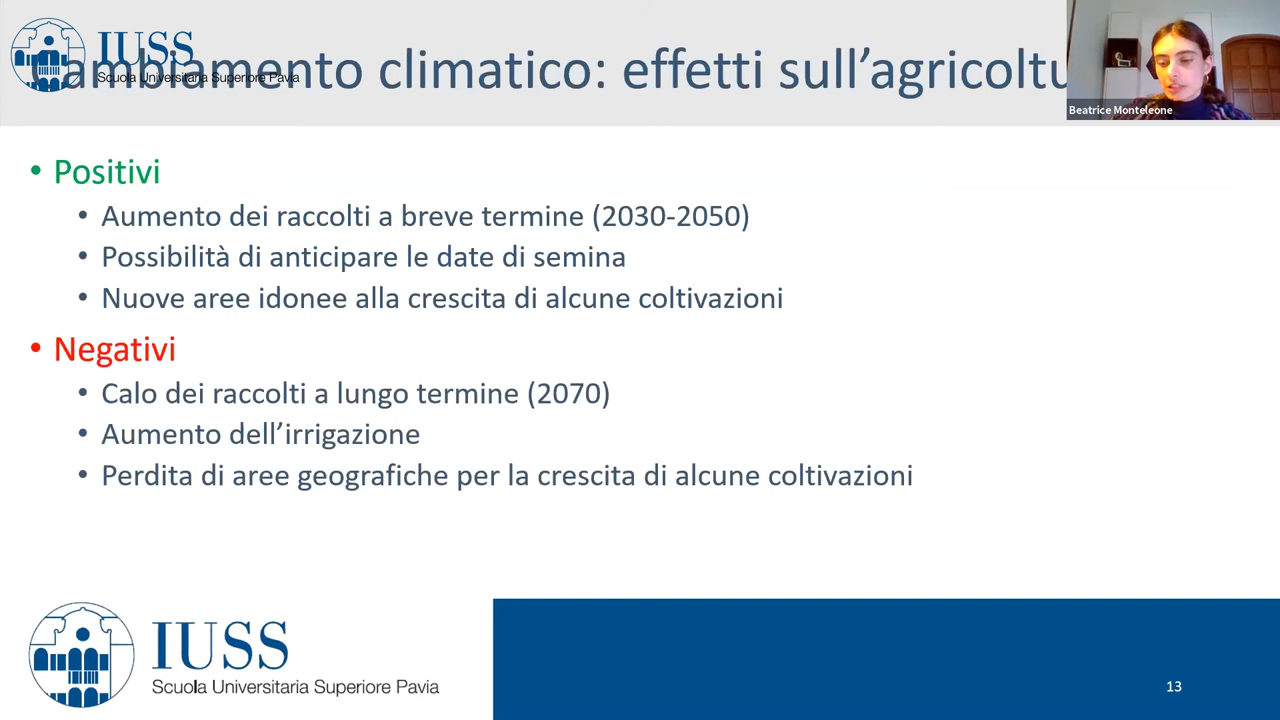 IUSS
Scuola Universitaria Superiore Pavia
Cambiamento climatico: effetti sull’agricoltu
Beatrice Monteleone
• Positivi
• Aumento dei raccolti a breve termine (2030-2050)
• Possibilità di anticipare le date di semina
• Nuove aree idonee alla crescita di alcune coltivazioni
• Negativi
• Calo dei raccolti a lungo termine (2070)
• Aumento dell’irrigazione
• Perdita di aree geografiche per la crescita di alcune coltivazioni
IUSS
Scuola Universitaria Superiore Pavia
13